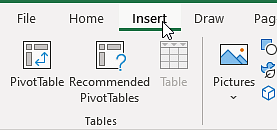 File Home Insert Draw Pag
PivotTable Recommended Table Pictures
PivotTables
Tables